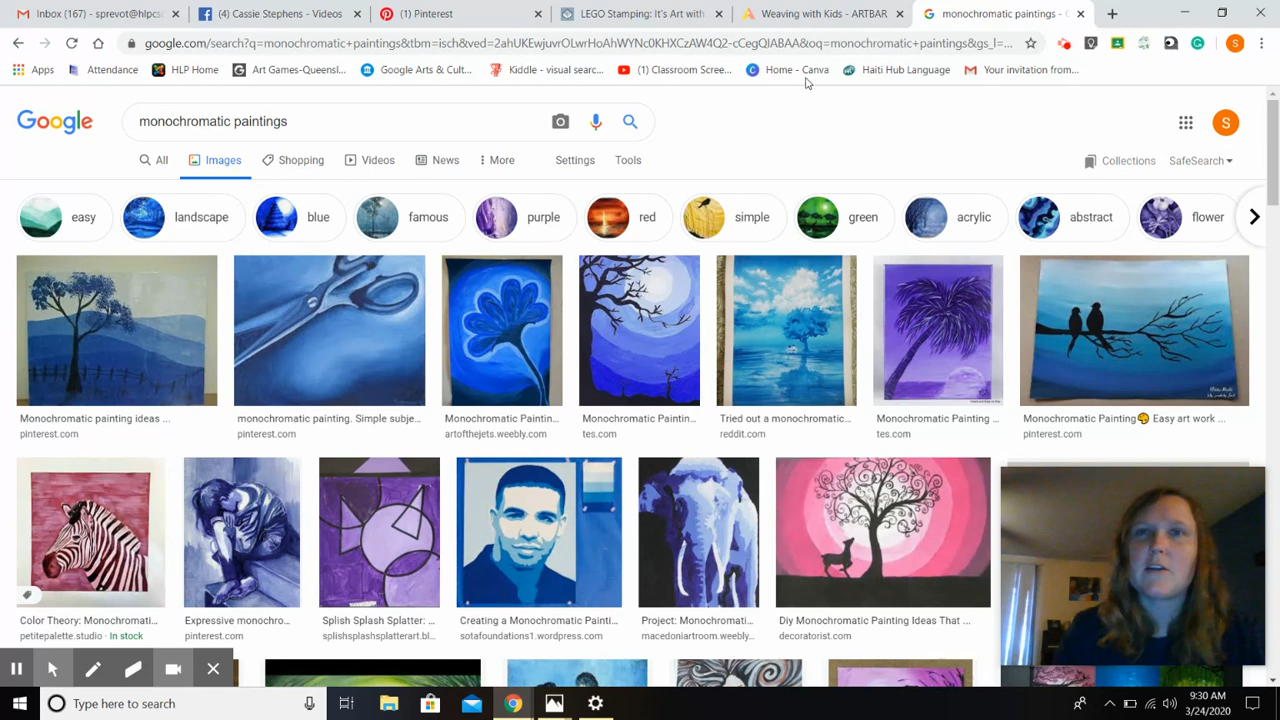 Inbox (167) - sprevot@hlpcs
(4) Cassie Stephens - Videos
(1) Pinterest
LEGO Stamping: It's Art with
Weaving with Kids - ARTBAR
monochromatic paintings -
google.com/search?q=monochromatic+paintings&tbm=isch&ved=2ahUKEwjuvrOLwrHoAhWYNc0KHXCzAW4Q2-cCegQIABAA&oq=monochromatic+paintings&gs_l=...
Apps
Attendance
HLP Home
Art Games-Queensl...
Google Arts & Cult...
Kiddle - visual searc...
(1) Classroom Scree...
Home - Canva
Haiti Hub Language
Your invitation from...
Google
monochromatic paintings
S
S
All
Images
Shopping
Videos
News
More
Settings
Tools
Collections
SafeSearch
easy
landscape
blue
famous
purple
red
simple
green
acrylic
abstract
flower
Monochromatic painting ideas ...
pinterest.com
monochromatic painting. Simple subje...
pinterest.com
Monochromatic Paintin...
artofthejets.weebly.com
Monochromatic Paintin...
tes.com
Tried out a monochromatic...
reddit.com
Monochromatic Painting ...
tes.com
Monochromatic Painting Easy art work ...
pinterest.com
Color Theory: Monochromati...
petitepalette.studio · In stock
Expressive monochro...
pinterest.com
Splish Splash Splatter: ...
splishsplashsplatterart.bl...
Creating a Monochromatic Paintin...
sotafoundations1.wordpress.com
Project: Monochromati...
macedoniartroom.weebly...
Diy Monochromatic Painting Ideas That ...
decoratorist.com
Type here to search
9:30 AM
3/24/2020